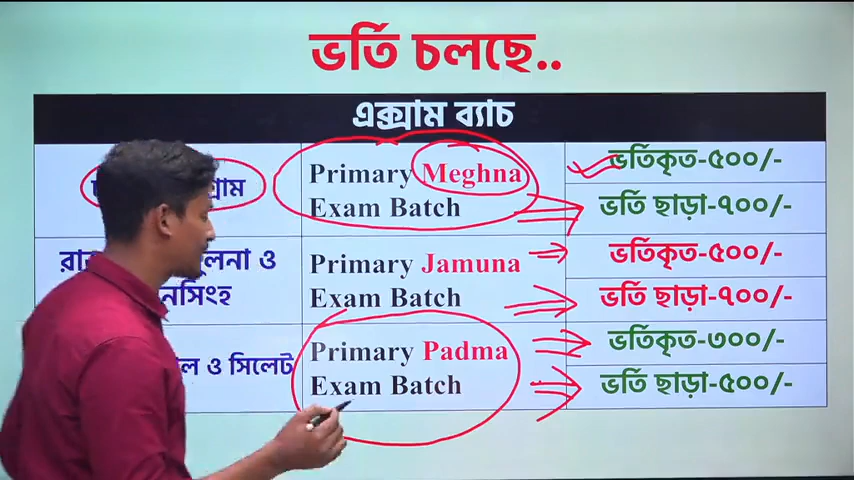 ভর্তি চলছে..
এক্সাম ব্যাচ
Primary Meghna
Exam Batch
ভর্তিকৃত-৫০০/-
ভর্তি ছাড়া-৭০০/-
ও
Primary Jamuna
Exam Batch
ভর্তিকৃত-৫০০/-
ভর্তি ছাড়া-৭০০/-
ও সিলেট
Primary Padma
Exam Batch
ভর্তিকৃত-৩০০/-
ভর্তি ছাড়া-৫০০/-